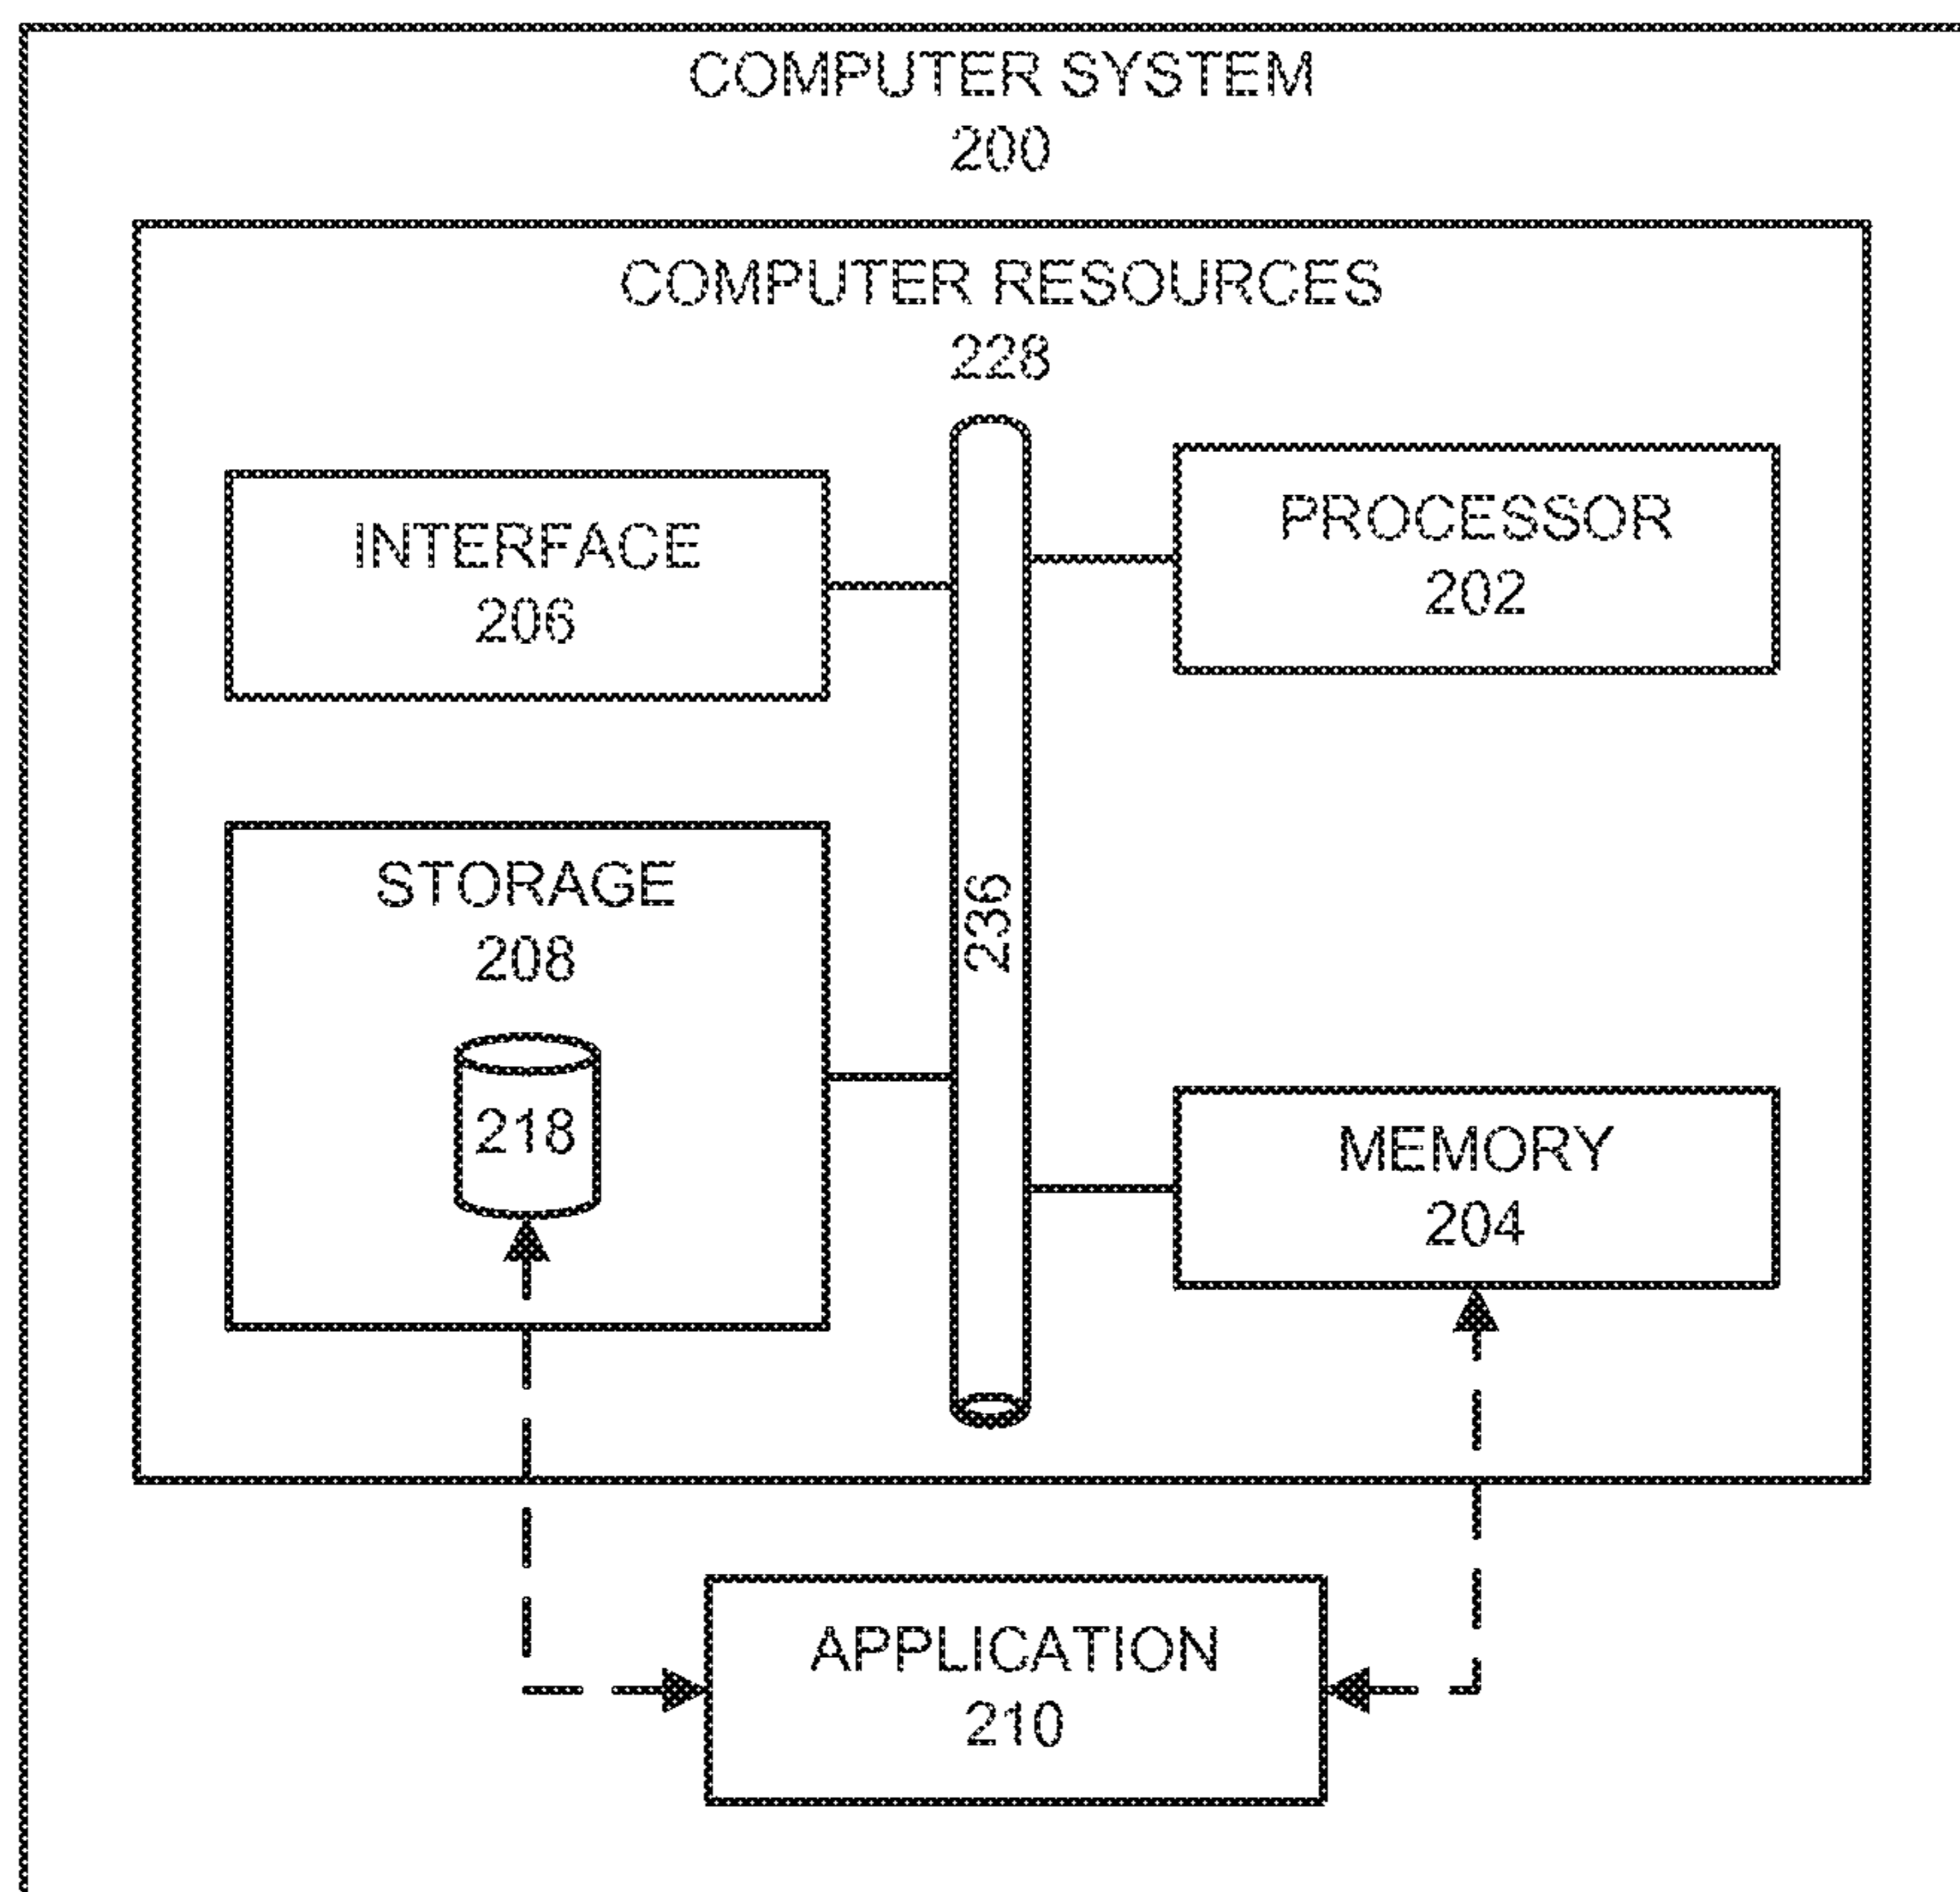 COMPUTER SYSTEM
200
COMPUTER RESOURCES
228
INTERFACE
206
PROCESSOR
202
STORAGE
208
218
236
MEMORY
204
APPLICATION
210